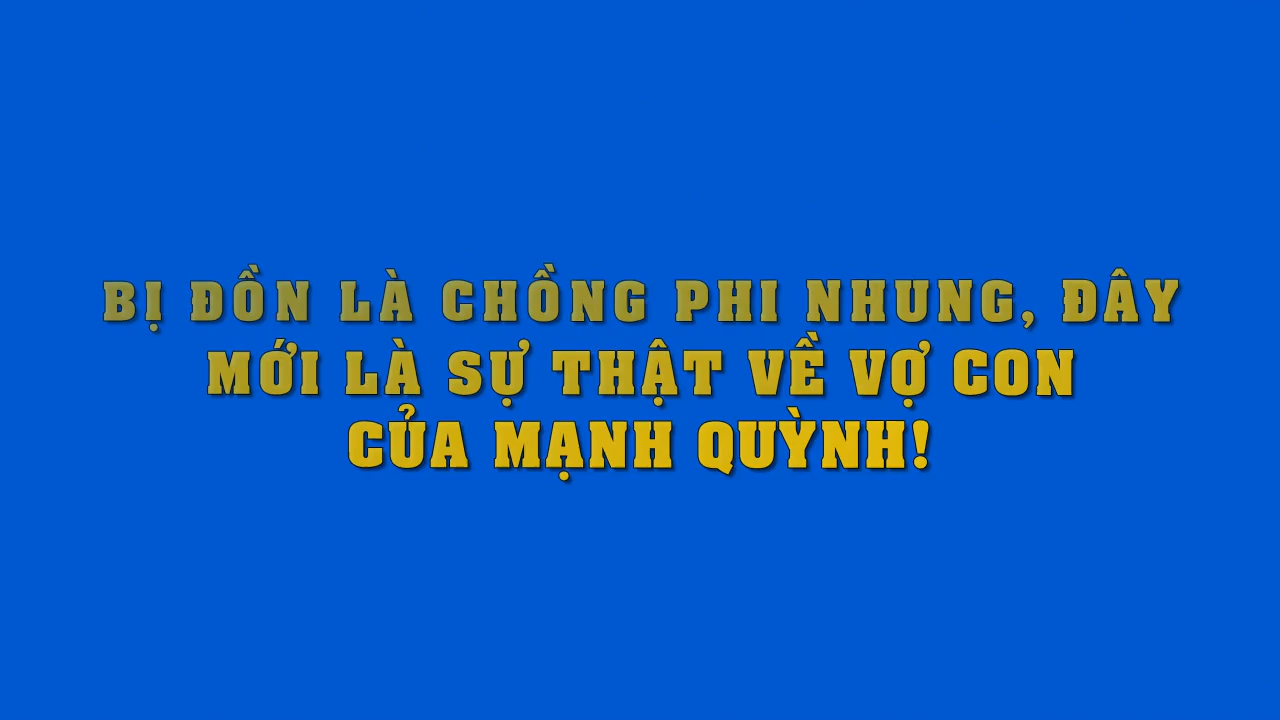 BỊ ĐỒN LÀ CHỒNG PHI NHUNG, ĐÂY
MỚI LÀ SỰ THẬT VỀ VỢ CON
CỦA MẠNH QUỲNH!